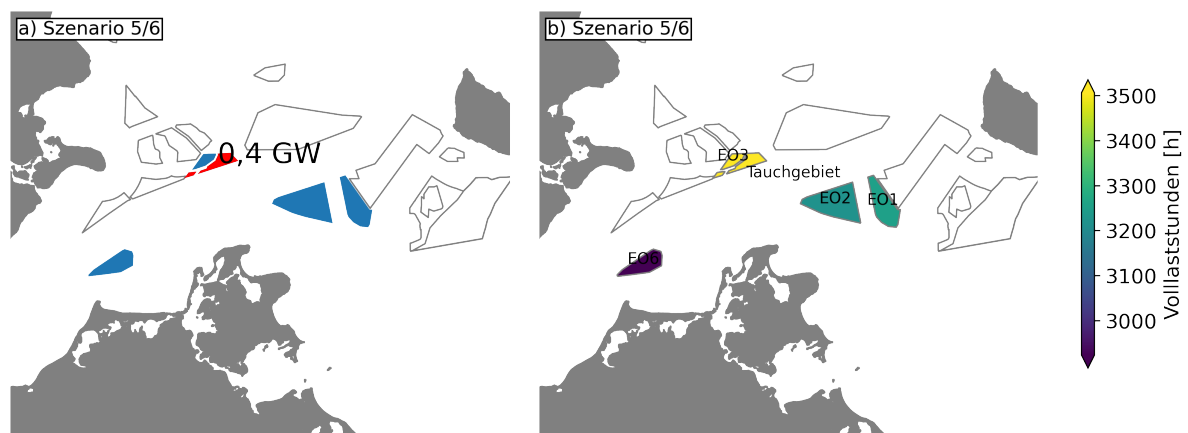 a) Szenario 5/6
0,4 GW
b) Szenario 5/6
EO3
Tauchgebiet
EO2
EO1
EO6
3500
3400
3300
3200
3100
3000
Volllaststunden [h]